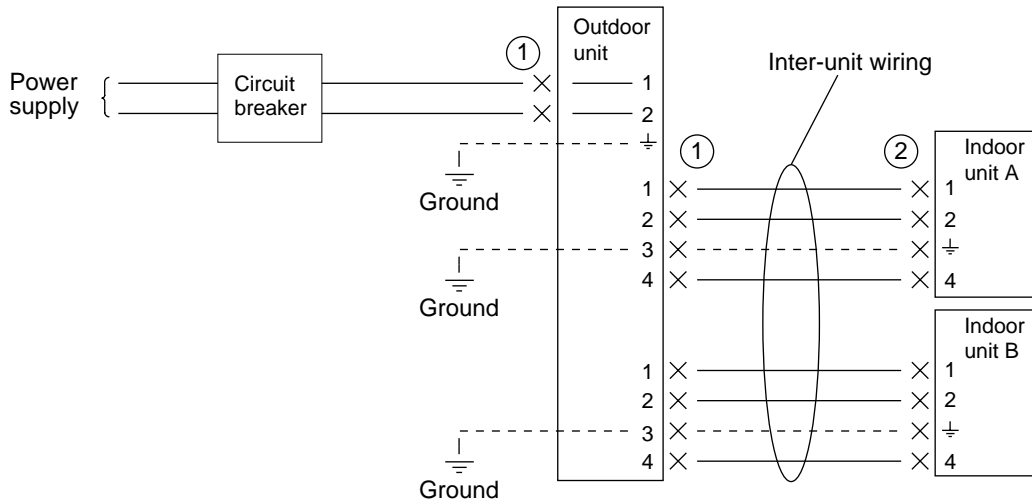 Power
supply
Circuit
breaker
1
Outdoor
unit
1
2
Ground
1
2
3
4
Ground
1
2
3
4
Ground
1
Inter-unit wiring
2
Indoor
unit A
1
2
4
Indoor
unit B
1
2
4